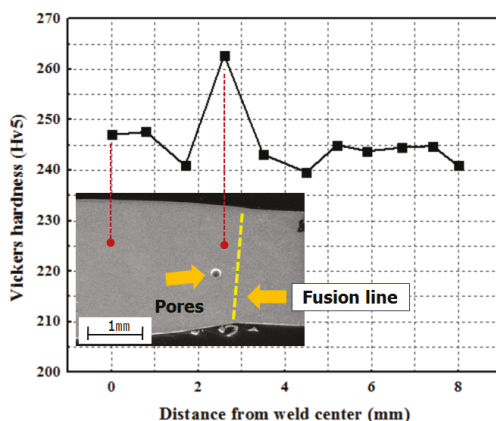 270
260
250
240
230
220
210
200
Vickers hardness (Hv5)
Pores
Fusion line
1mm
0 2 4 6 8
Distance from weld center (mm)